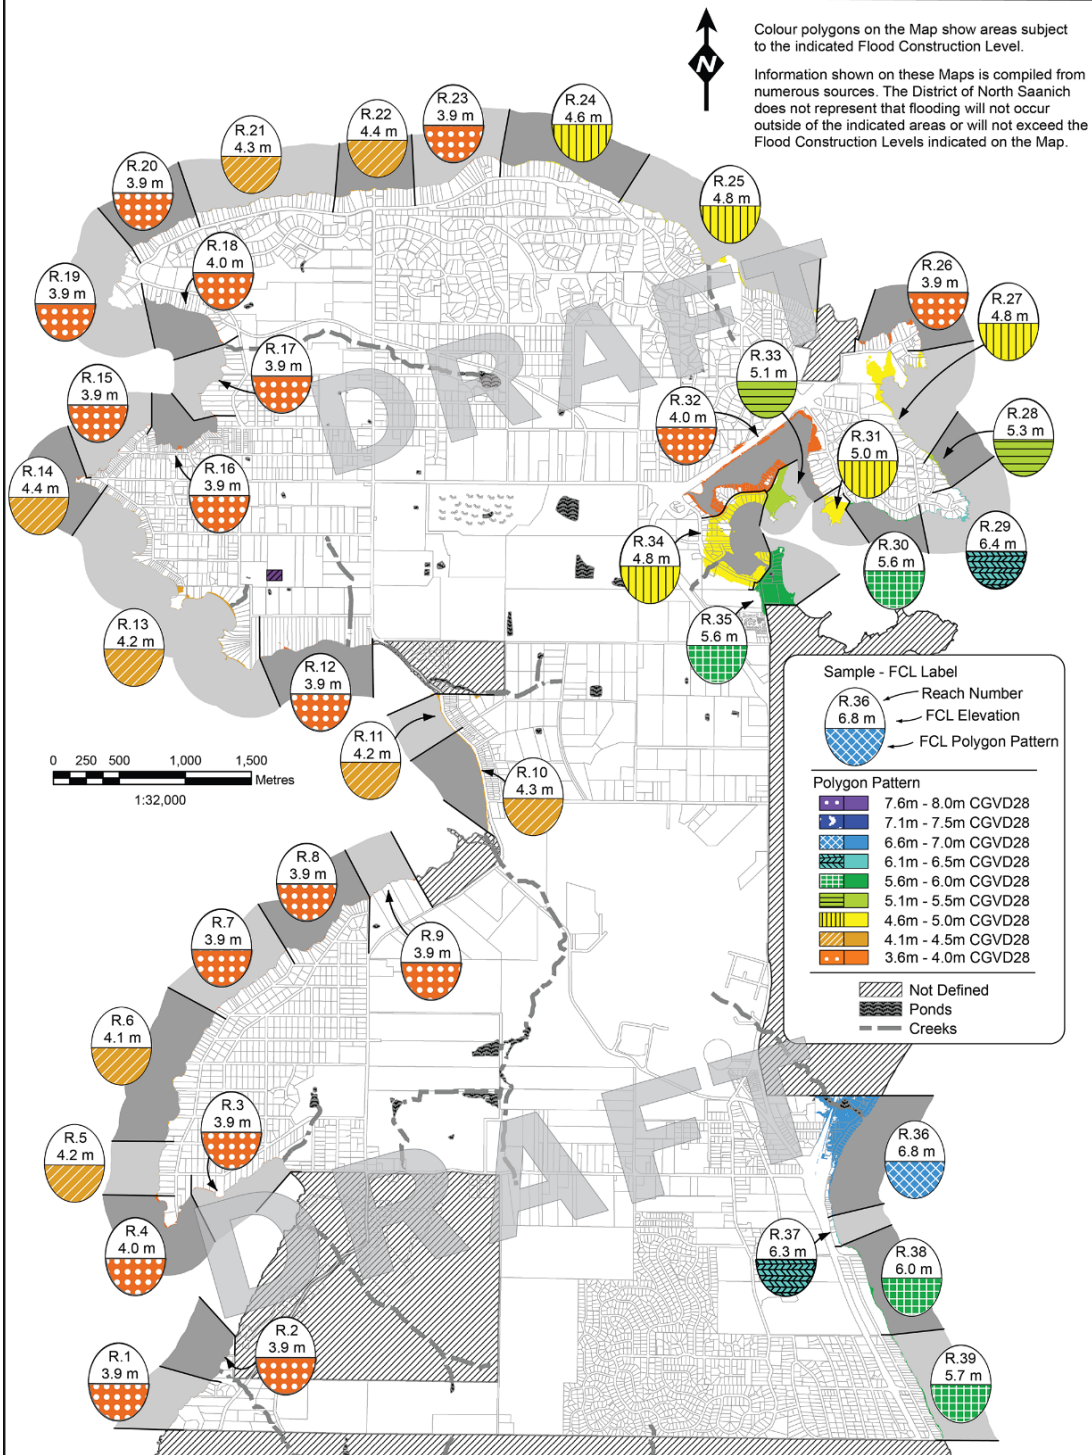 Colour polygons on the Map show areas subject
to the indicated Flood Construction Level.
Information shown on these Maps is compiled from
numerous sources. The District of North Saanich
does not represent that flooding will not occur
outside of the indicated areas or will not exceed the
Flood Construction Levels indicated on the Map.
N
R.23
3.9 m
R.24
4.6 m
R.22
4.4 m
R.21
4.3 m
R.20
3.9 m
R.25
4.8 m
R.18
4.0 m
R.19
3.9 m
R.26
3.9 m
R.27
4.8 m
DRAFT
R.17
3.9 m
R.33
5.1 m
R.15
3.9 m
R.32
4.0 m
R.28
5.3 m
R.31
5.0 m
R.14
4.4 m
R.16
3.9 m
R.29
6.4 m
R.34
4.8 m
R.30
5.6 m
R.13
4.2 m
R.35
5.6 m
R.12
3.9 m
R.11
4.2 m
R.10
4.3 m
0 250 500 1,000 1,500
Metres
1:32,000
Sample - FCL Label
R.36
6.8 m
Reach Number
FCL Elevation
FCL Polygon Pattern
Polygon Pattern
7.6m - 8.0m CGVD28
7.1m - 7.5m CGVD28
6.6m - 7.0m CGVD28
6.1m - 6.5m CGVD28
5.6m - 6.0m CGVD28
5.1m - 5.5m CGVD28
4.6m - 5.0m CGVD28
4.1m - 4.5m CGVD28
3.6m - 4.0m CGVD28
Not Defined
Ponds
Creeks
R.8
3.9 m
R.7
3.9 m
R.9
3.9 m
R.6
4.1 m
R.3
3.9 m
R.5
4.2 m
DRAFT
R.36
6.8 m
R.4
4.0 m
R.37
6.3 m
R.38
6.0 m
R.2
3.9 m
R.1
3.9 m
R.39
5.7 m